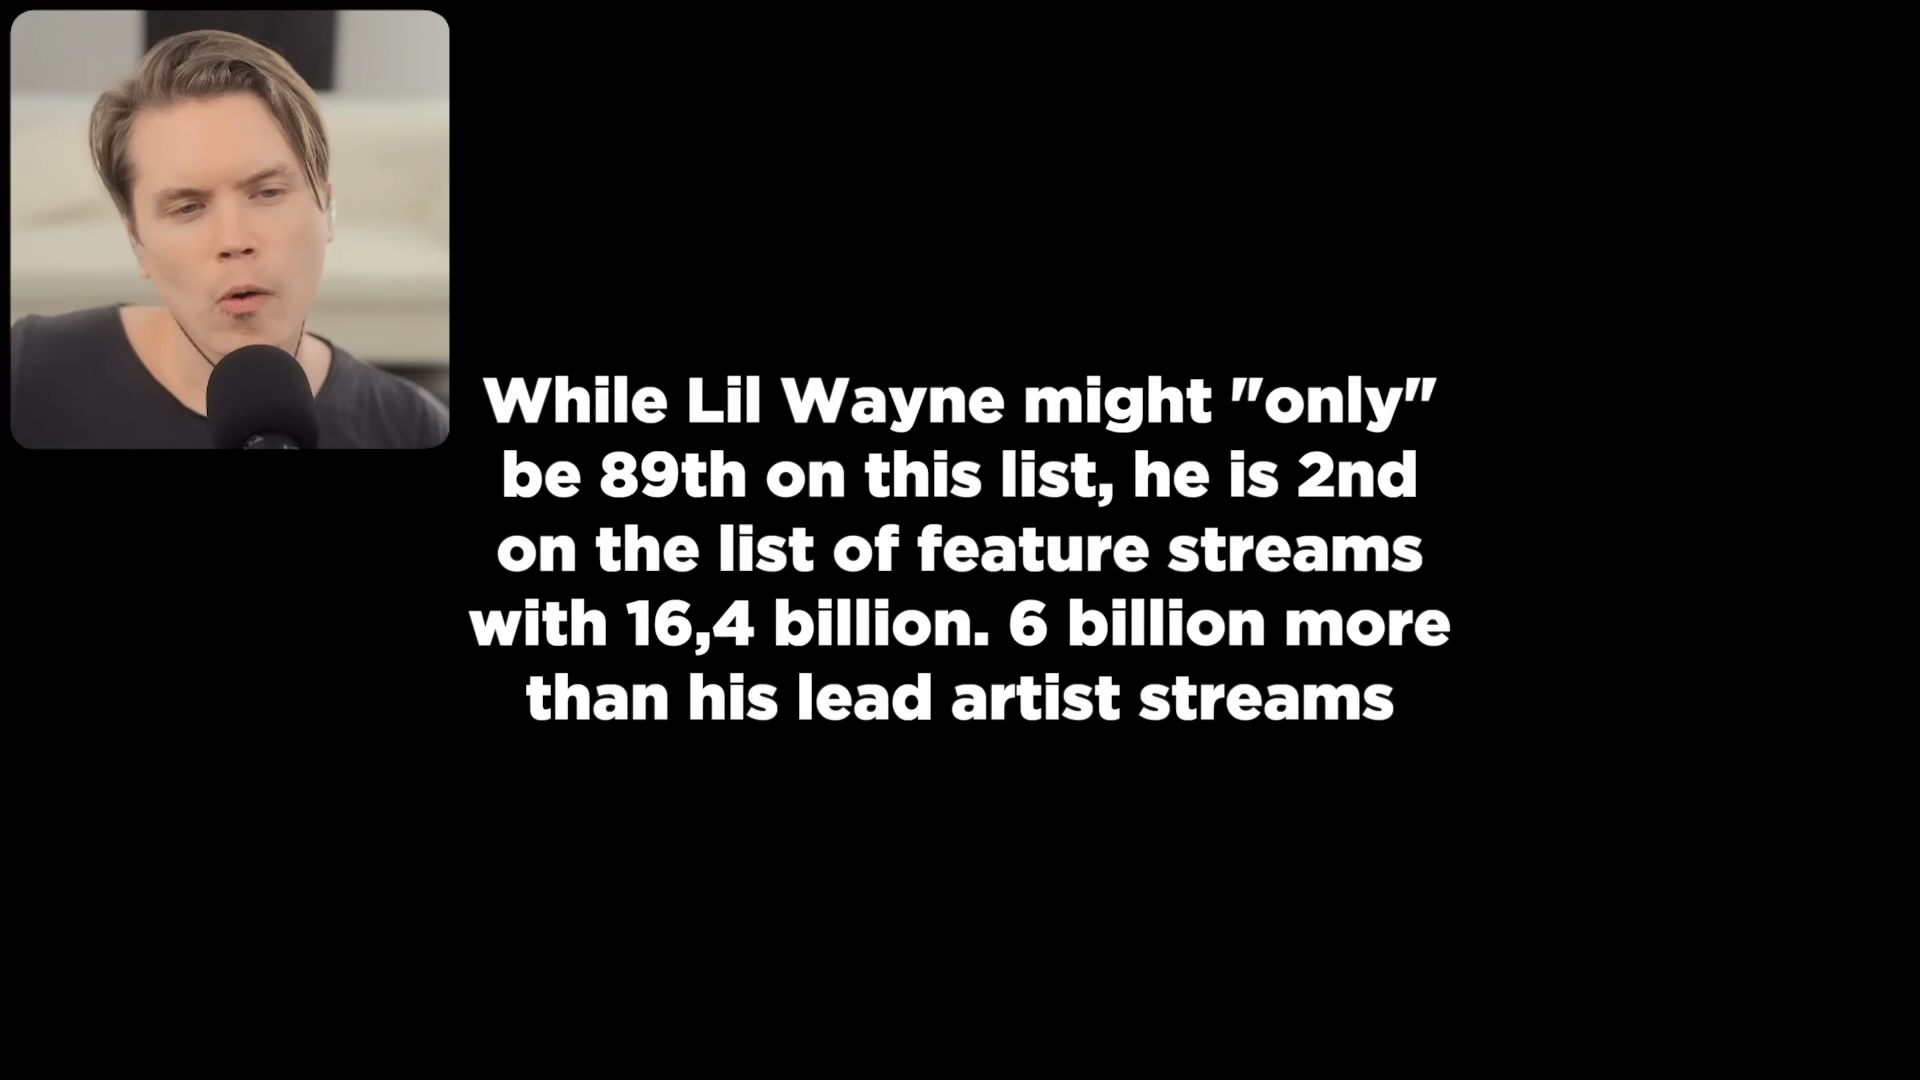 While Lil Wayne might "only"
be 89th on this list, he is 2nd
on the list of feature streams
with 16,4 billion. 6 billion more
than his lead artist streams